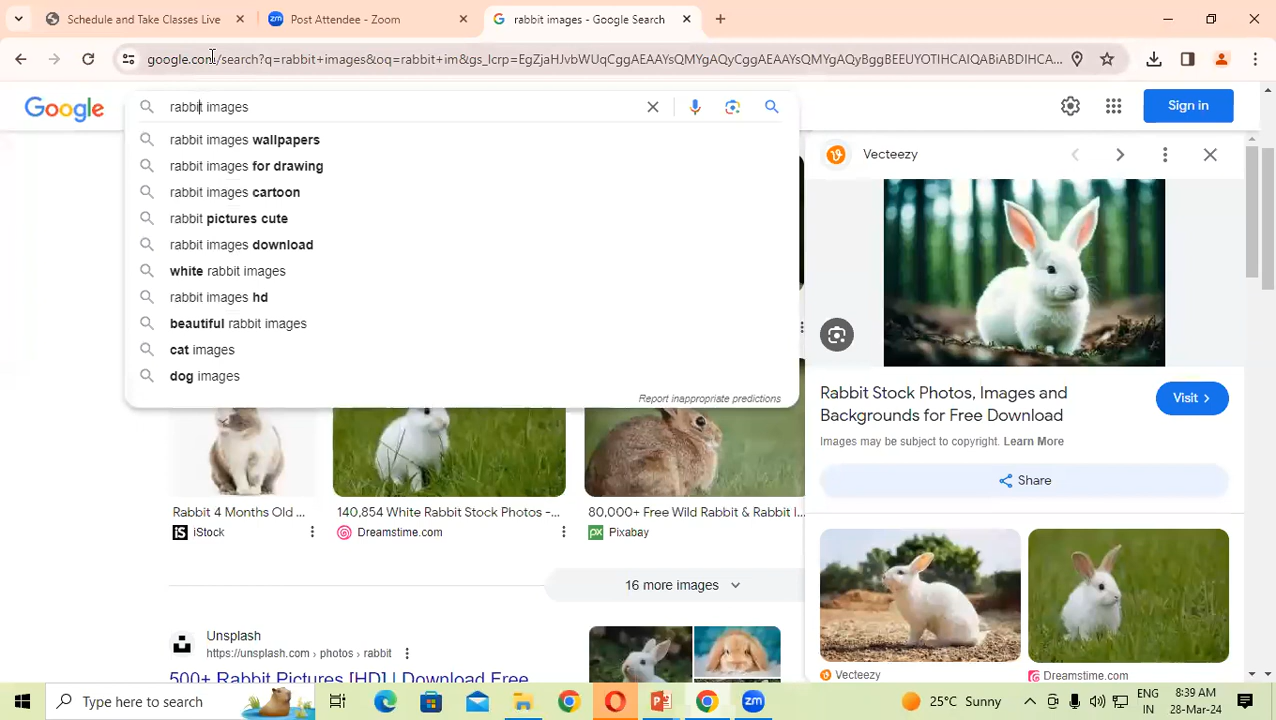 Schedule and Take Classes Live
Post Attendee - Zoom
rabbit images - Google Search
google.com/search?q=rabbit+images&oq=rabbit+im&gs_lcrp=EgZjaHJvbWUqCggAEAAYsQMYgAQyCggAEAAYsQMYgAQyBggBEEUYOTIHCAIQABiABDIHCA...
Google
rabbit images
Sign in
rabbit images wallpapers
rabbit images for drawing
rabbit images cartoon
rabbit pictures cute
rabbit images download
white rabbit images
rabbit images hd
beautiful rabbit images
cat images
dog images
Report inappropriate predictions
Vecteezy
Rabbit Stock Photos, Images and
Backgrounds for Free Download
Visit
Images may be subject to copyright. Learn More
Share
Rabbit 4 Months Old ...
iStock
140,854 White Rabbit Stock Photos -...
Dreamstime.com
80,000+ Free Wild Rabbit & Rabbit I...
Pixabay
16 more images
Unsplash
https://unsplash.com › photos › rabbit
500+ Rabbit Pictures [HD] | Download Free
Vecteezy
Dreamstime.com
Type here to search
25°C Sunny
ENG
IN
8:39 AM
28-Mar-24